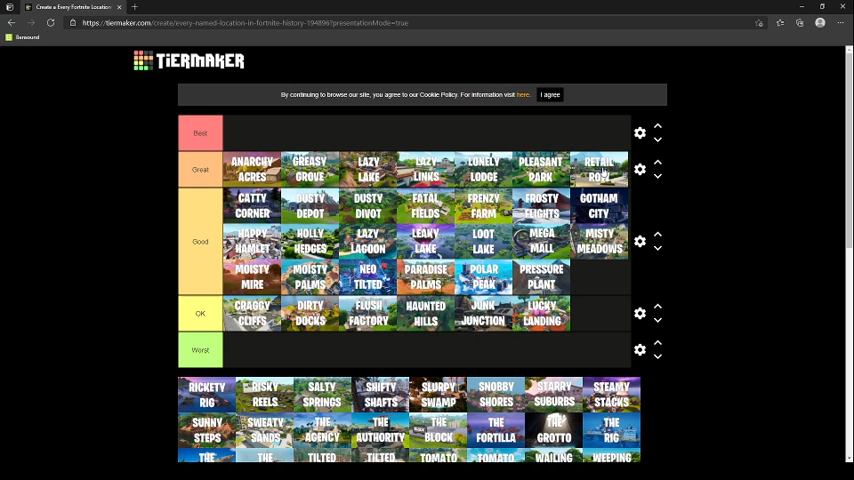 Create a Every Fortnite Location
https://tiermaker.com/create/every-named-location-in-fortnite-history-194896?presentationMode=true
Sursound
TIERMAKER
By continuing to browse our site, you agree to our Cookie Policy. For information visit here. I agree
Best
Great
ANARCHY ACRES
GREASY GROVE
LAZY LAKE
LAZY LINKS
LONELY LODGE
PLEASANT PARK
RETAIL ROW
Good
CATTY CORNER
DUSTY DEPOT
DUSTY DIVOT
FATAL FIELDS
FRENZY FARM
FROSTY FLIGHTS
GOTHAM CITY
HAPPY HAMLET
HOLLY HEDGES
LAZY LAGOON
LEAKY LAKE
LOOT LAKE
MEGA MALL
MISTY MEADOWS
MOISTY MIRE
MOISTY PALMS
NEO TILTED
PARADISE PALMS
POLAR PEAK
PRESSURE PLANT
OK
CRAGGY CLIFFS
DIRTY DOCKS
FLUSH FACTORY
HAUNTED HILLS
JUNK JUNCTION
LUCKY LANDING
Worst
RICKETY RIG
RISKY REELS
SALTY SPRINGS
SHIFTY SHAFTS
SLURPY SWAMP
SNOBBY SHORES
STARRY SUBURBS
STEAMY STACKS
SUNNY STEPS
SWEATY SANDS
THE AGENCY
THE AUTHORITY
THE BLOCK
THE FORTILLA
THE GROTTO
THE RIG
THE
THE
TILTED
TILTED
TOMATO
TOMATO
WAILING
WEEPING